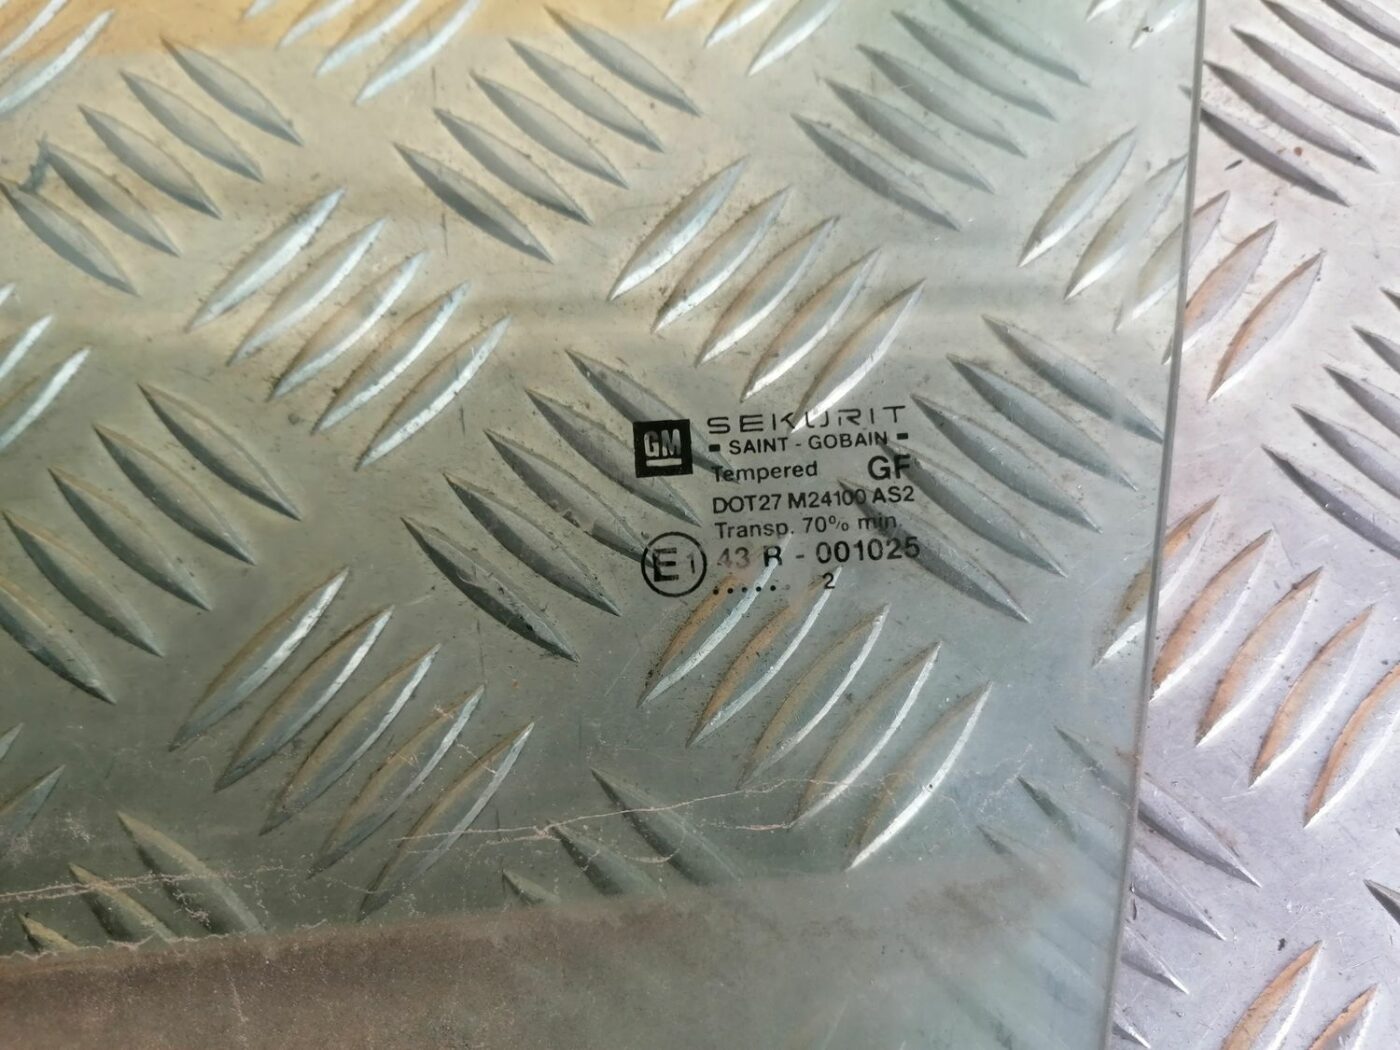 GM
SEKURIT
SAINT - GOBAIN
Tempered GF
DOT27 M24100 AS2
Transp. 70% min.
E1 43 R - 001025
...... 2